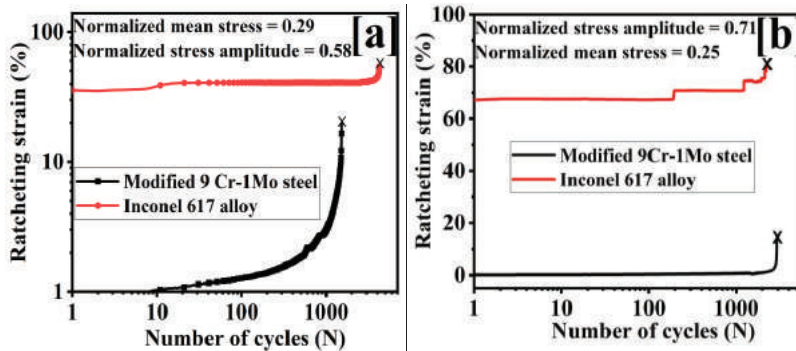 Normalized mean stress = 0.29
Normalized stress amplitude = 0.58
[a]
Ratcheting strain (%)
100
10
1
Modified 9 Cr-1Mo steel
Inconel 617 alloy
1 10 100 1000
Number of cycles (N)
Normalized stress amplitude = 0.71
Normalized mean stress = 0.25
[b]
Ratcheting strain (%)
100
80
60
40
20
0
Modified 9Cr-1Mo steel
Inconel 617 alloy
1 10 100 1000
Number of cycles (N)